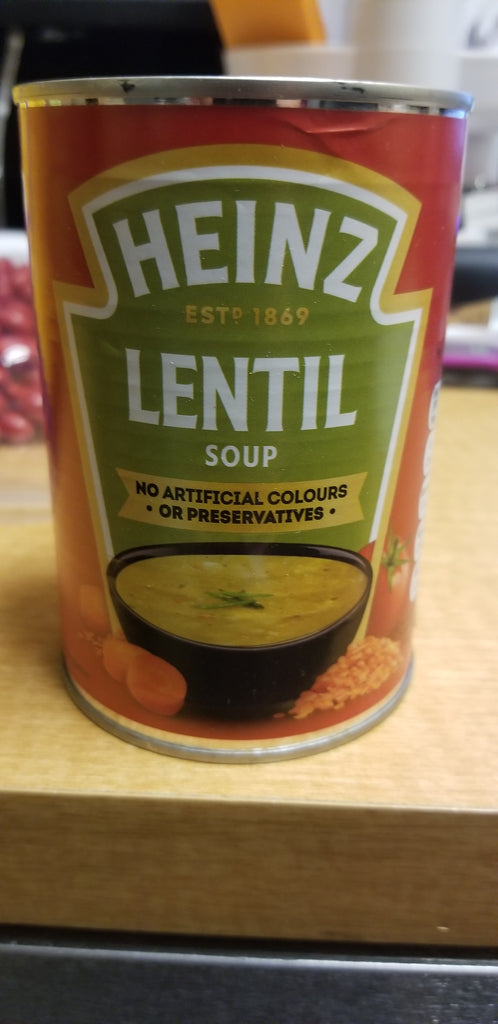 HEINZ
ESTD 1869
LENTIL
SOUP
NO ARTIFICIAL COLOURS
• OR PRESERVATIVES •